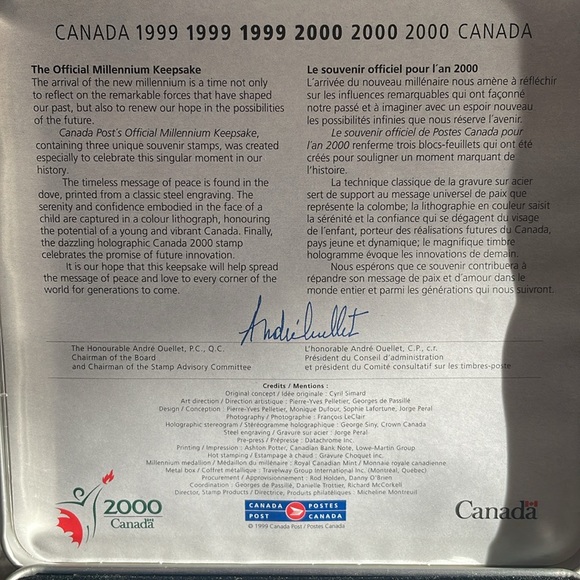 CANADA 1999 1999 1999 2000 2000 2000 CANADA
The Official Millennium Keepsake
The arrival of the new millennium is a time not only
to reflect on the remarkable forces that have shaped
our past, but also to renew our hope in the possibilities
of the future.
Canada Post's Official Millennium Keepsake,
containing three unique souvenir stamps, was created
especially to celebrate this singular moment in our
history.
The timeless message of peace is found in the
dove, printed from a classic steel engraving. The
serenity and confidence embodied in the face of a
child are captured in a colour lithograph, honouring
the potential of a young and vibrant Canada. Finally,
the dazzling holographic Canada 2000 stamp
celebrates the promise of future innovation.
It is our hope that this keepsake will help spread
the message of peace and love to every corner of the
world for generations to come.
Le souvenir officiel pour l'an 2000
L'arrivée du nouveau millénaire nous amène à réfléchir
sur les influences remarquables qui ont façonné
notre passé et à imaginer avec un espoir nouveau
les possibilités infinies que nous réserve l'avenir.
Le souvenir officiel de Postes Canada pour
l'an 2000 renferme trois blocs-feuillets qui ont été
créés pour souligner un moment marquant de
l'histoire.
La technique classique de la gravure sur acier
sert de support au message universel de paix que
représente la colombe; la lithographie en couleur saisit
la sérénité et la confiance qui se dégagent du visage
de l'enfant, porteur des réalisations futures du Canada,
pays jeune et dynamique; le magnifique timbre
hologramme évoque les innovations de demain.
Nous espérons que ce souvenir contribuera à
répandre son message de paix et d'amour dans le
monde entier et parmi les générations qui nous suivront.
André Ouellet
The Honourable André Ouellet, P.C., Q.C.
Chairman of the Board
and Chairman of the Stamp Advisory Committee
L'honorable André Ouellet, C.P., c.r.
Président du Conseil d'administration
et président du Comité consultatif sur les timbres-poste
Credits / Mentions :
Original concept / Idée originale : Cyril Simard
Art direction / Direction artistique : Pierre-Yves Pelletier, Georges de Passillé
Design / Conception : Pierre-Yves Pelletier, Monique Dufour, Sophie Lafortune, Jorge Peral
Photography / Photographie : François LeClair
Holographic stereogram / Stéréogramme holographique : George Siny, Crown Canada
Steel engraving / Gravure sur acier : Jorge Peral
Pre-press / Prépresse : Datachrome Inc.
Printing / Impression : Ashton Potter, Canadian Bank Note, Lowe-Martin Group
Hot stamping / Estampage à chaud : Gravure Choquet inc.
Millennium medallion / Médaillon du millénaire : Royal Canadian Mint / Monnaie royale canadienne
Metal box / Coffret métallique : Travelway Group International Inc. (Montréal, Québec)
Procurement / Approvisionnement : Rod Holden, Danny O'Brien
Coordination : Georges de Passillé, Danielle Trottier, Richard McCorkell
Director, Stamp Products / Directrice, Produits philatéliques : Micheline Montreuil
2000
Canada
CANADA POSTES
POST CANADA
© 1999 Canada Post / Postes Canada
Canada